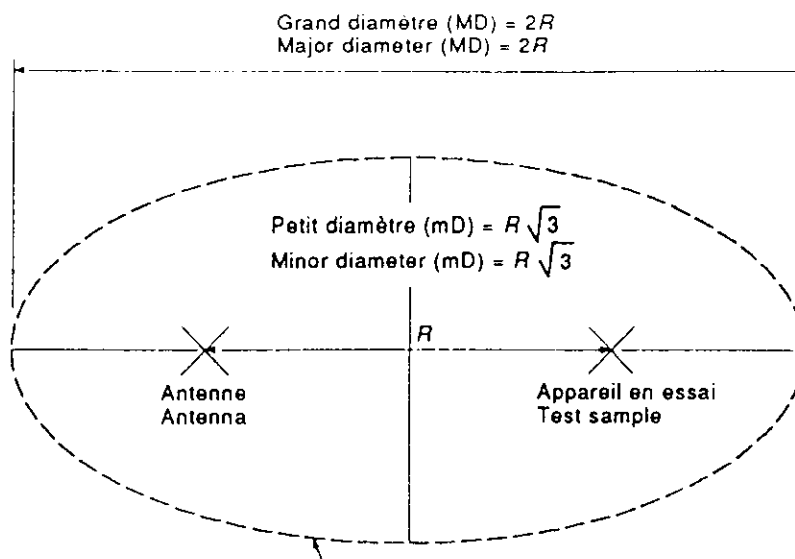 Grand diamètre (MD) = 2R
Major diameter (MD) = 2R
Petit diamètre (mD) = R√3
Minor diameter (mD) = R√3
R
Antenne
Antenna
Appareil en essai
Test sample